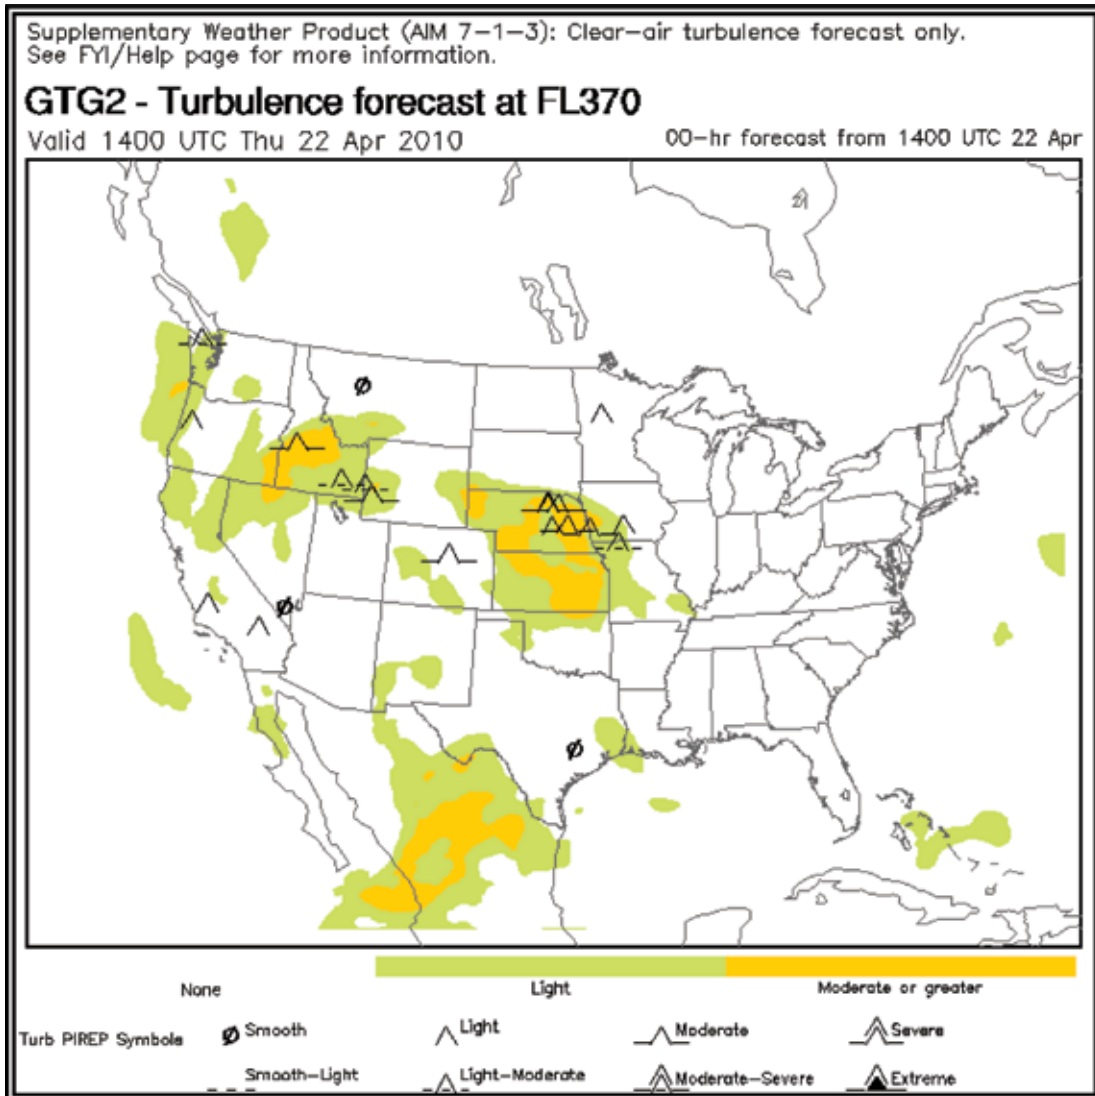 Supplementary Weather Product (AIM 7-1-3): Clear-air turbulence forecast only.
See FYI/Help page for more information.
GTG2 - Turbulence forecast at FL370
Valid 1400 UTC Thu 22 Apr 2010 00-hr forecast from 1400 UTC 22 Apr
None Light Moderate or greater
Turb PIREP Symbols Smooth Light Moderate Severe
Smooth-Light Light-Moderate Moderate-Severe Extreme